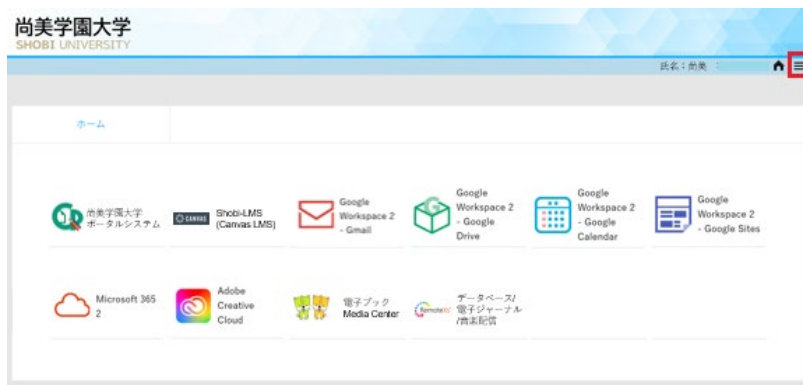 尚美学園大学
SHOBI UNIVERSITY
氏名：尚美
ホーム
尚美学園大学
ポータルシステム
CANVAS
Shobi-LMS
(Canvas LMS)
Google
Workspace 2
- Gmail
Google
Workspace 2
- Google
Drive
Google
Workspace 2
- Google
Calendar
Google
Workspace 2
- Google Sites
Microsoft 365
2
Adobe
Creative
Cloud
電子ブック
Media Center
データベース/
電子ジャーナル
/音楽配信